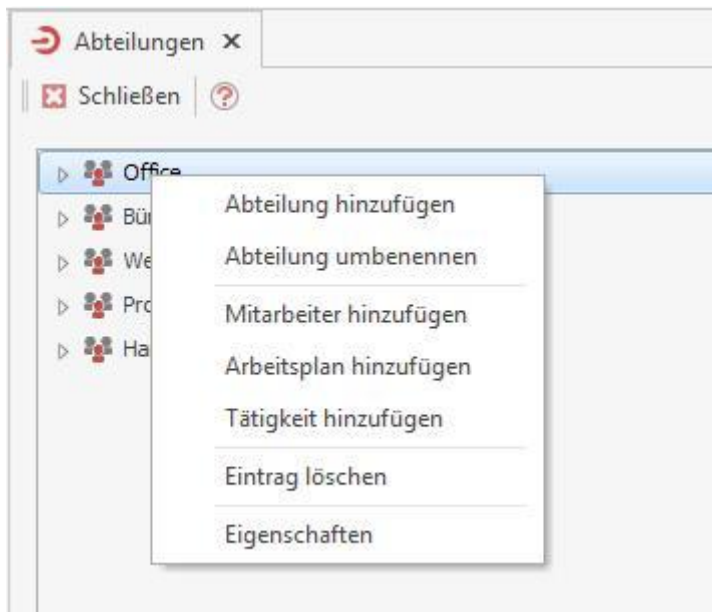 Abteilungen
Schließen
Office
Abteilung hinzufügen
Abteilung umbenennen
Mitarbeiter hinzufügen
Arbeitsplan hinzufügen
Tätigkeit hinzufügen
Eintrag löschen
Eigenschaften